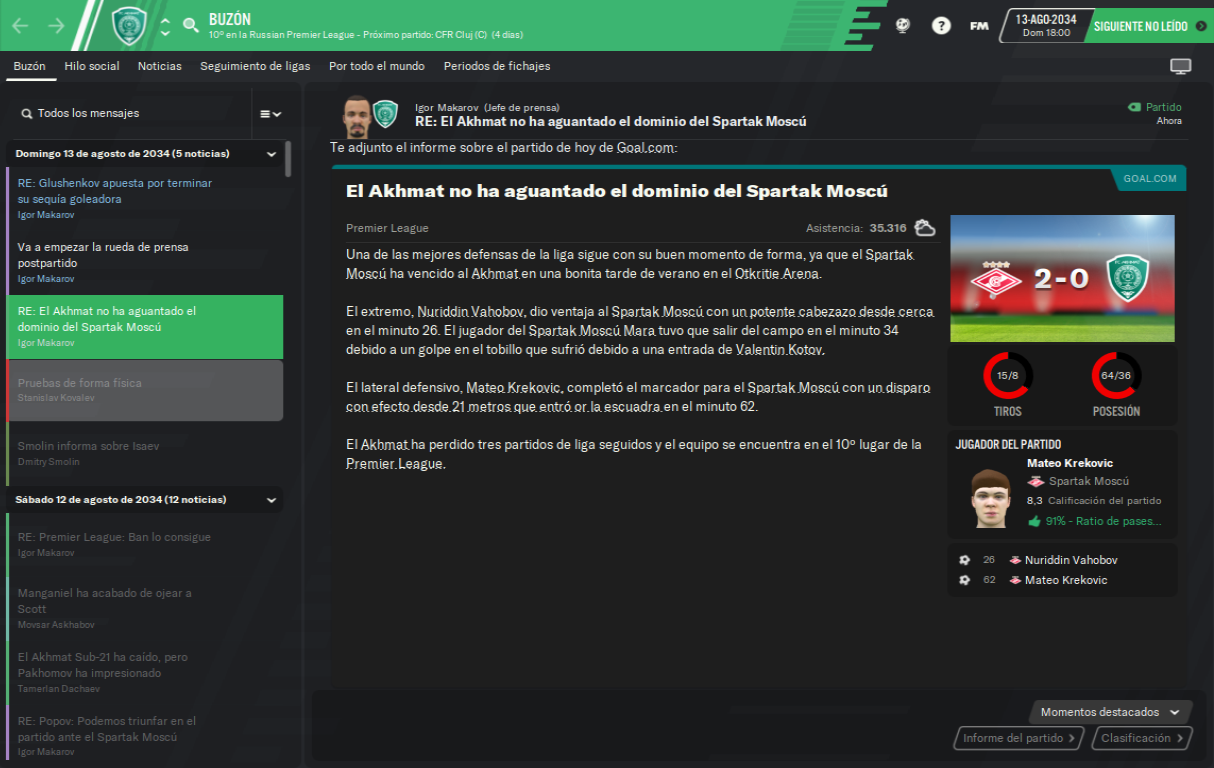 BUZÓN
10º en la Russian Premier League - Próximo partido: CFR Cluj (C) (4 días)
?
FM
13-AGO-2034
Dom 18:00
SIGUIENTE NO LEÍDO
Buzón
Hilo social
Noticias
Seguimiento de ligas
Por todo el mundo
Periodos de fichajes
Todos los mensajes
Domingo 13 de agosto de 2034 (5 noticias)
RE: Glushenkov apuesta por terminar
su sequía goleadora
Igor Makarov
Va a empezar la rueda de prensa
postpartido
Igor Makarov
RE: El Akhmat no ha aguantado el
dominio del Spartak Moscú
Igor Makarov
Pruebas de forma física
Stanislav Kovalev
Smolin informa sobre Isaev
Dmitry Smolin
Sábado 12 de agosto de 2034 (12 noticias)
RE: Premier League: Ban lo consigue
Igor Makarov
Manganiel ha acabado de ojear a
Scott
Movsar Askhabov
El Akhmat Sub-21 ha caído, pero
Pakhomov ha impresionado
Tamerlan Dachaev
RE: Popov: Podemos triunfar en el
partido ante el Spartak Moscú
Igor Makarov
Igor Makarov (Jefe de prensa)
RE: El Akhmat no ha aguantado el dominio del Spartak Moscú
Partido
Ahora
Te adjunto el informe sobre el partido de hoy de Goal.com:
GOAL.COM
El Akhmat no ha aguantado el dominio del Spartak Moscú
Premier League
Asistencia: 35.316
Una de las mejores defensas de la liga sigue con su buen momento de forma, ya que el Spartak
Moscú ha vencido al Akhmat en una bonita tarde de verano en el Otkritie Arena.
El extremo, Nuriddin Vahobov, dio ventaja al Spartak Moscú con un potente cabezazo desde cerca
en el minuto 26. El jugador del Spartak Moscú Mara tuvo que salir del campo en el minuto 34
debido a un golpe en el tobillo que sufrió debido a una entrada de Valentin Kotov.
El lateral defensivo, Mateo Krekovic, completó el marcador para el Spartak Moscú con un disparo
con efecto desde 21 metros que entró or la escuadra en el minuto 62.
El Akhmat ha perdido tres partidos de liga seguidos y el equipo se encuentra en el 10º lugar de la
Premier League.
2-0
15/8
TIROS
64/36
POSESIÓN
JUGADOR DEL PARTIDO
Mateo Krekovic
Spartak Moscú
8,3 Calificación del partido
91% - Ratio de pases...
26 Nuriddin Vahobov
62 Mateo Krekovic
Momentos destacados
Informe del partido
Clasificación